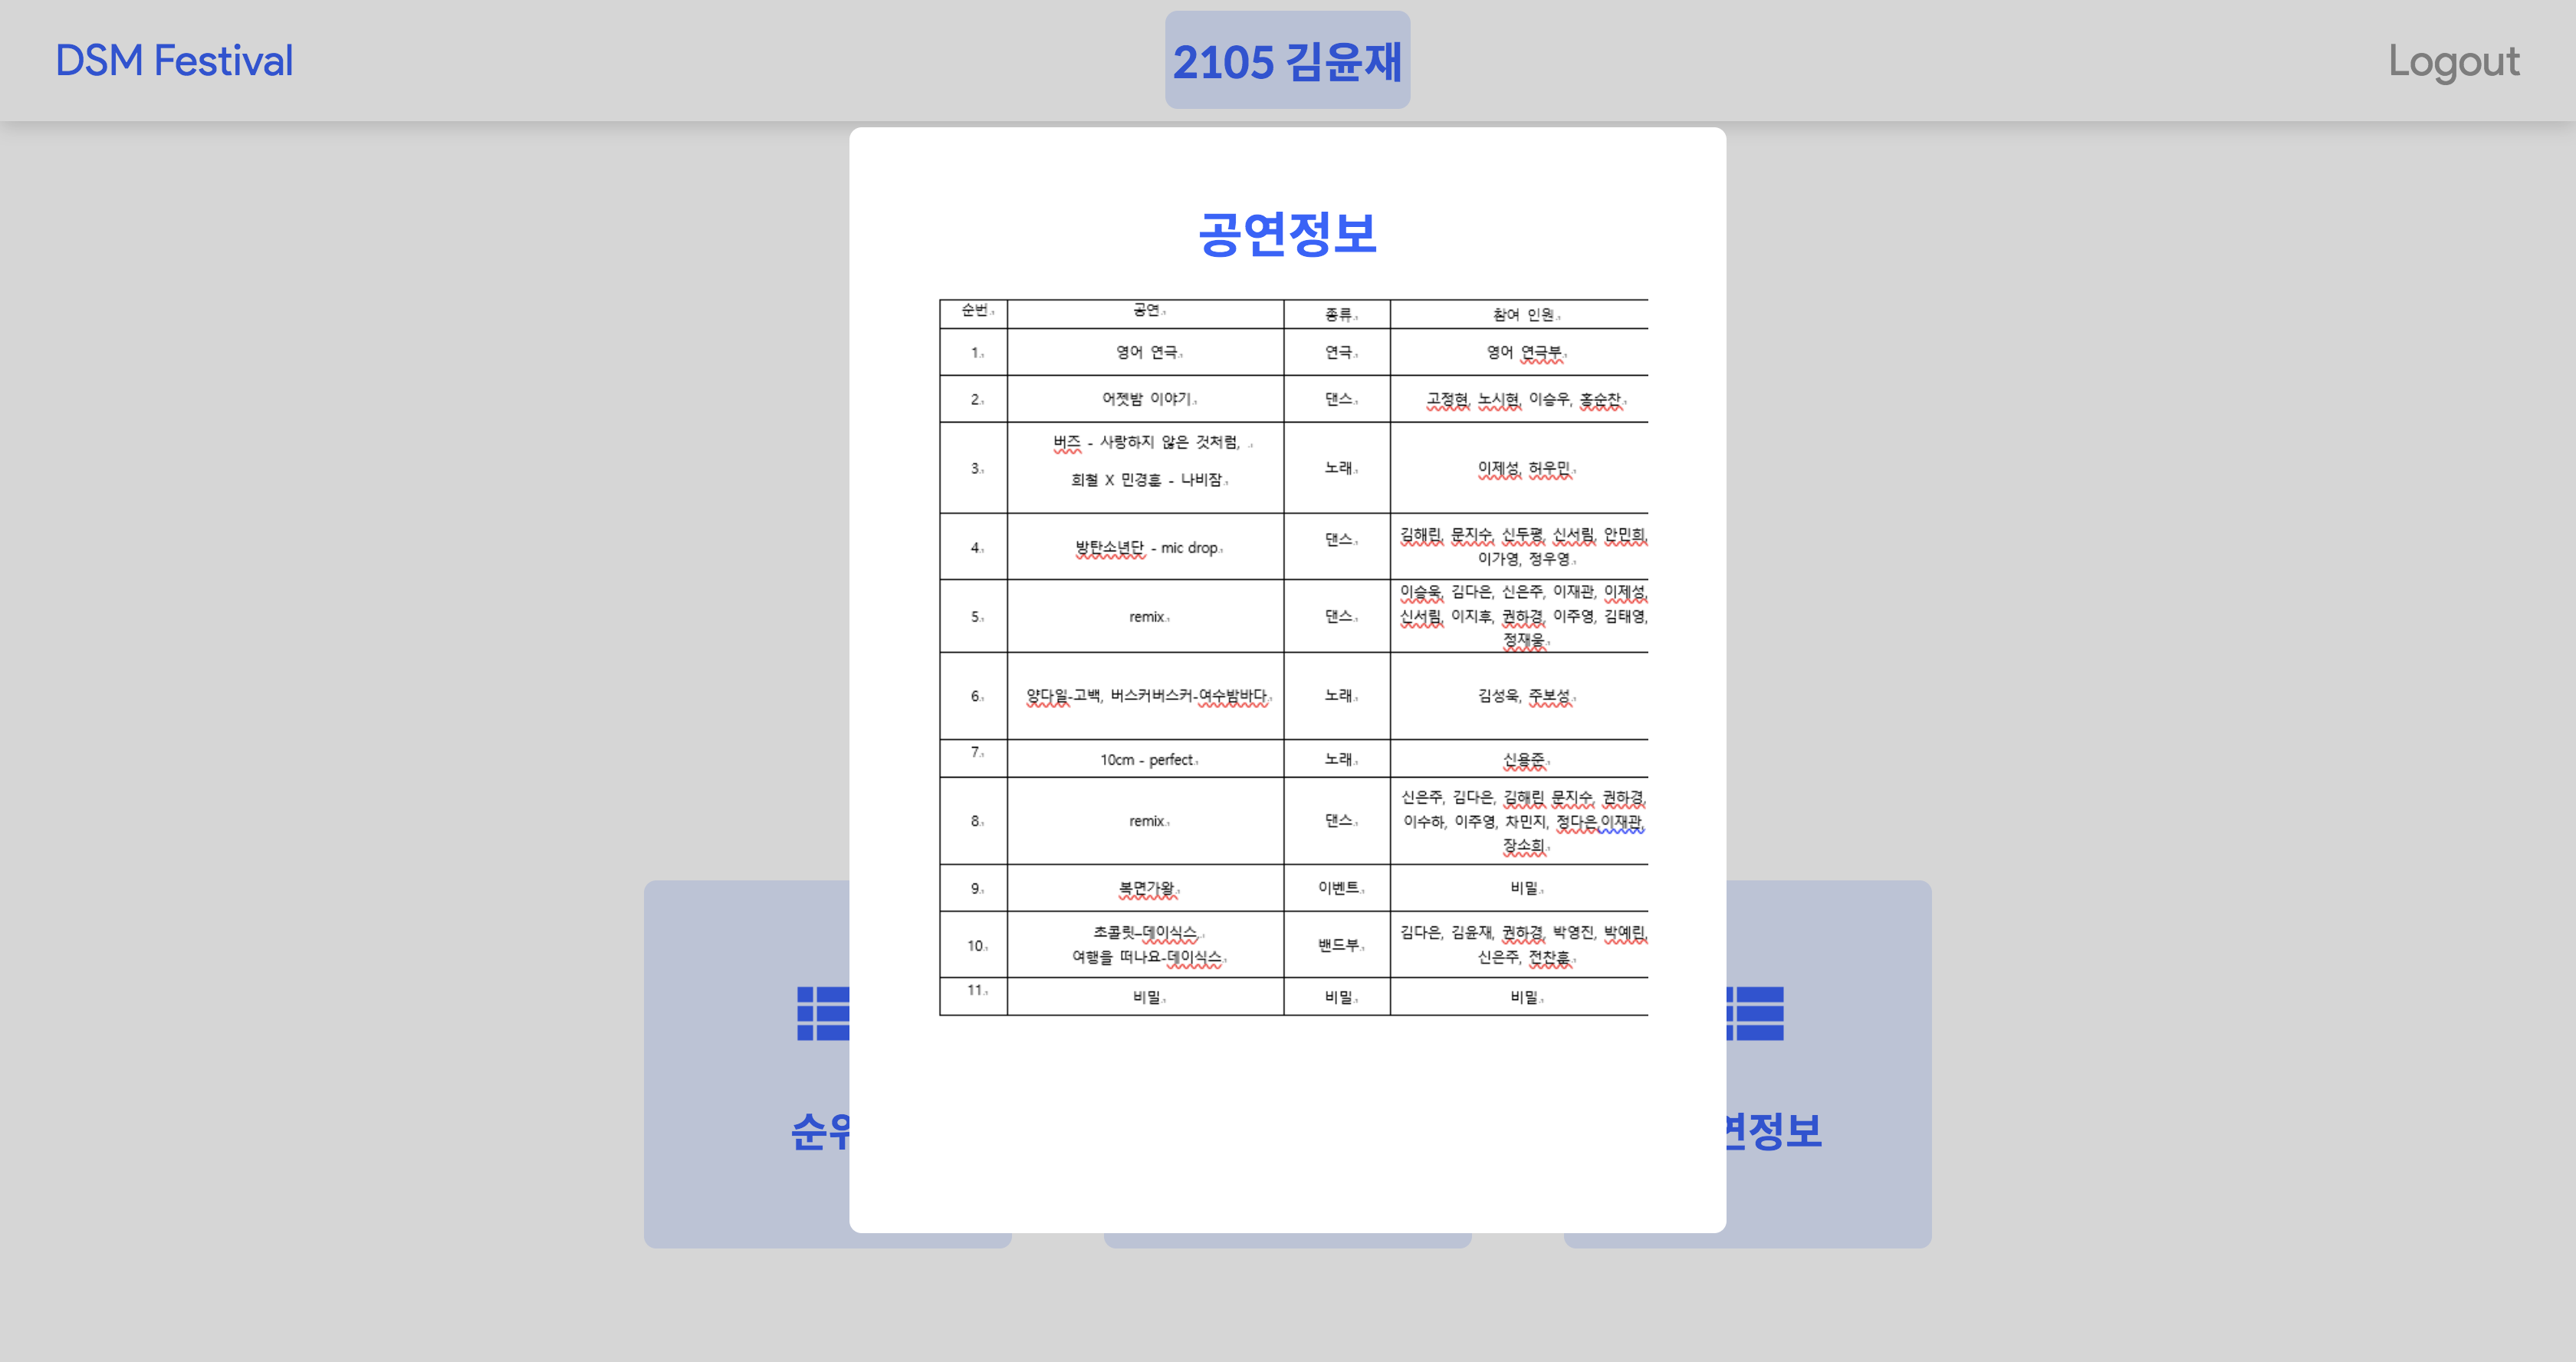 DSM Festival
2105 김윤재
Logout
공연정보
순번 공연 종류 참여 인원
1 영어 연극 연극 영어 연극부
2 어젯밤 이야기 댄스 고정현, 노시현, 이승우, 홍순찬
3 버즈 - 사랑하지 않은 것처럼,
희철 X 민경훈 - 나비잠 노래 이제성, 허우민
4 방탄소년단 - mic drop 댄스 김해린, 문지수, 신두평, 신서림, 안민희,
이가영, 정우영
5 remix 댄스 이승욱, 김다은, 신은주, 이재관, 이제성,
신서림, 이지후, 권하경, 이주영, 김태영,
정재웅
6 양다일-고백, 버스커버스커-여수밤바다 노래 김성욱, 주보성
7 10cm - perfect 노래 신용준
8 remix 댄스 신은주, 김다은, 김해린 문지수, 권하경,
이수하, 이주영, 차민지, 정다은,이재관,
장소희
9 복면가왕 이벤트 비밀
10 초콜릿–데이식스,
여행을 떠나요-데이식스 밴드부 김다은, 김윤재, 권하경, 박영진, 박예린,
신은주, 전찬훈
11 비밀 비밀 비밀
순위
연정보